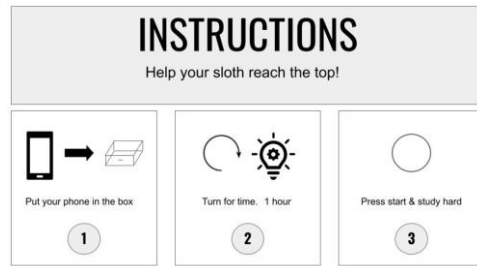 INSTRUCTIONS
Help your sloth reach the top!
Put your phone in the box
Turn for time. 1 hour
Press start & study hard
1
2
3